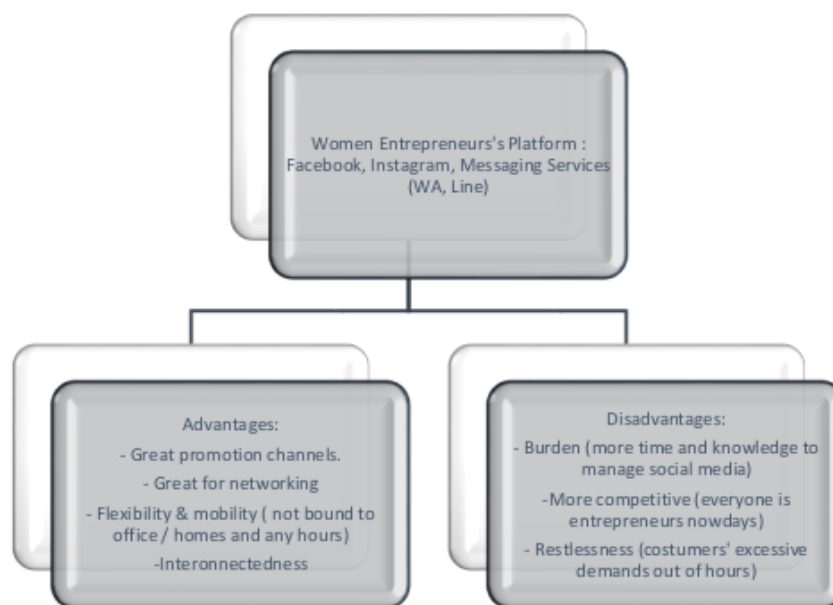 Women Entrepreneurs's Platform :
Facebook, Instagram, Messaging Services
(WA, Line)
Advantages:
- Great promotion channels.
- Great for networking
- Flexibility & mobility ( not bound to
office / homes and any hours)
-Interonnectedness
Disadvantages:
- Burden (more time and knowledge to
manage social media)
-More competitive (everyone is
entrepreneurs nowdays)
- Restlessness (costumers' excessive
demands out of hours)